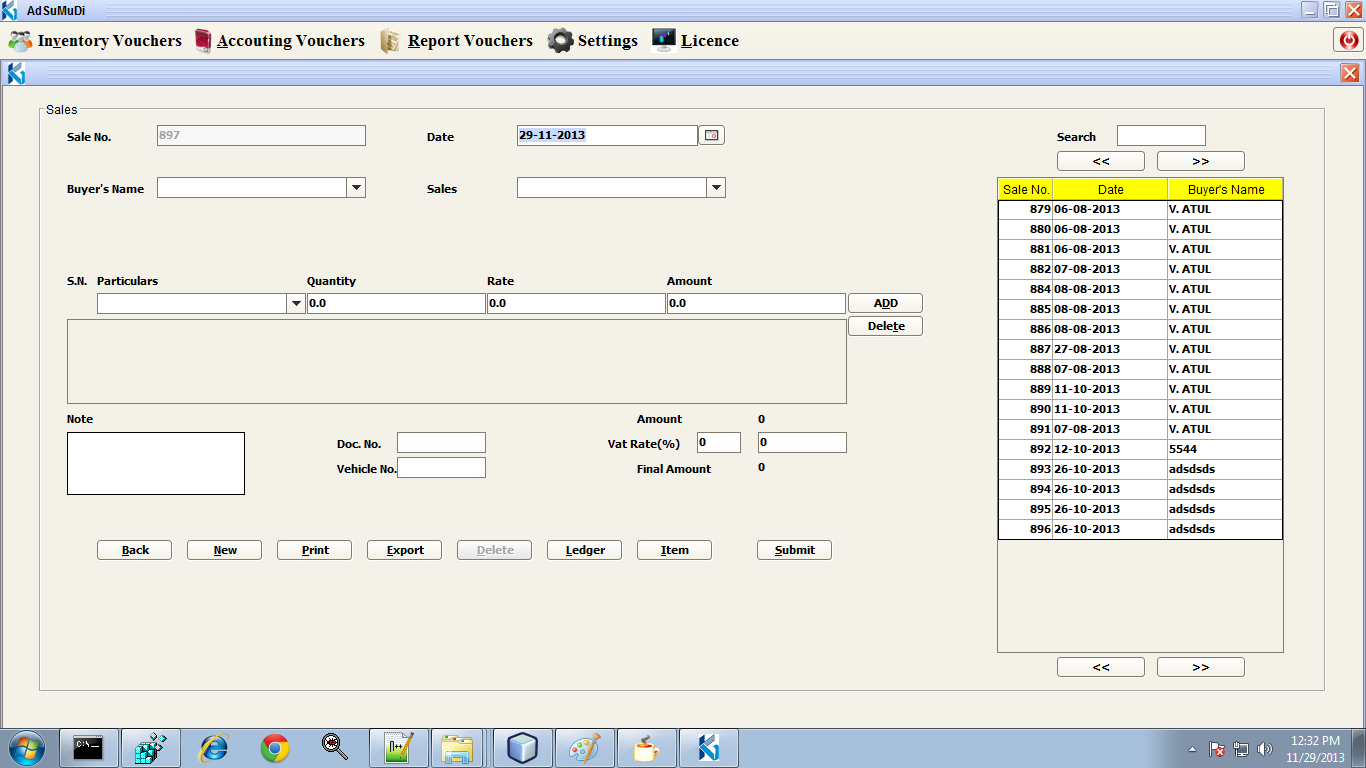 AdSuMuDi
Inventory Vouchers Accouting Vouchers Report Vouchers Settings Licence
Sales
Sale No. 897 Date 29-11-2013 Search
<< >>
Buyer's Name Sales
Sale No. Date Buyer's Name
879 06-08-2013 V. ATUL
880 06-08-2013 V. ATUL
881 06-08-2013 V. ATUL
882 07-08-2013 V. ATUL
884 08-08-2013 V. ATUL
885 08-08-2013 V. ATUL
886 08-08-2013 V. ATUL
887 27-08-2013 V. ATUL
888 07-08-2013 V. ATUL
889 11-10-2013 V. ATUL
890 11-10-2013 V. ATUL
891 07-08-2013 V. ATUL
892 12-10-2013 5544
893 26-10-2013 adsdsds
894 26-10-2013 adsdsds
895 26-10-2013 adsdsds
896 26-10-2013 adsdsds
<< >>
S.N. Particulars Quantity Rate Amount
0.0 0.0 0.0 ADD
Delete
Note Amount 0
Doc. No. Vat Rate(%) 0 0
Vehicle No. Final Amount 0
Back New Print Export Delete Ledger Item Submit
C:\_
12:32 PM
11/29/2013